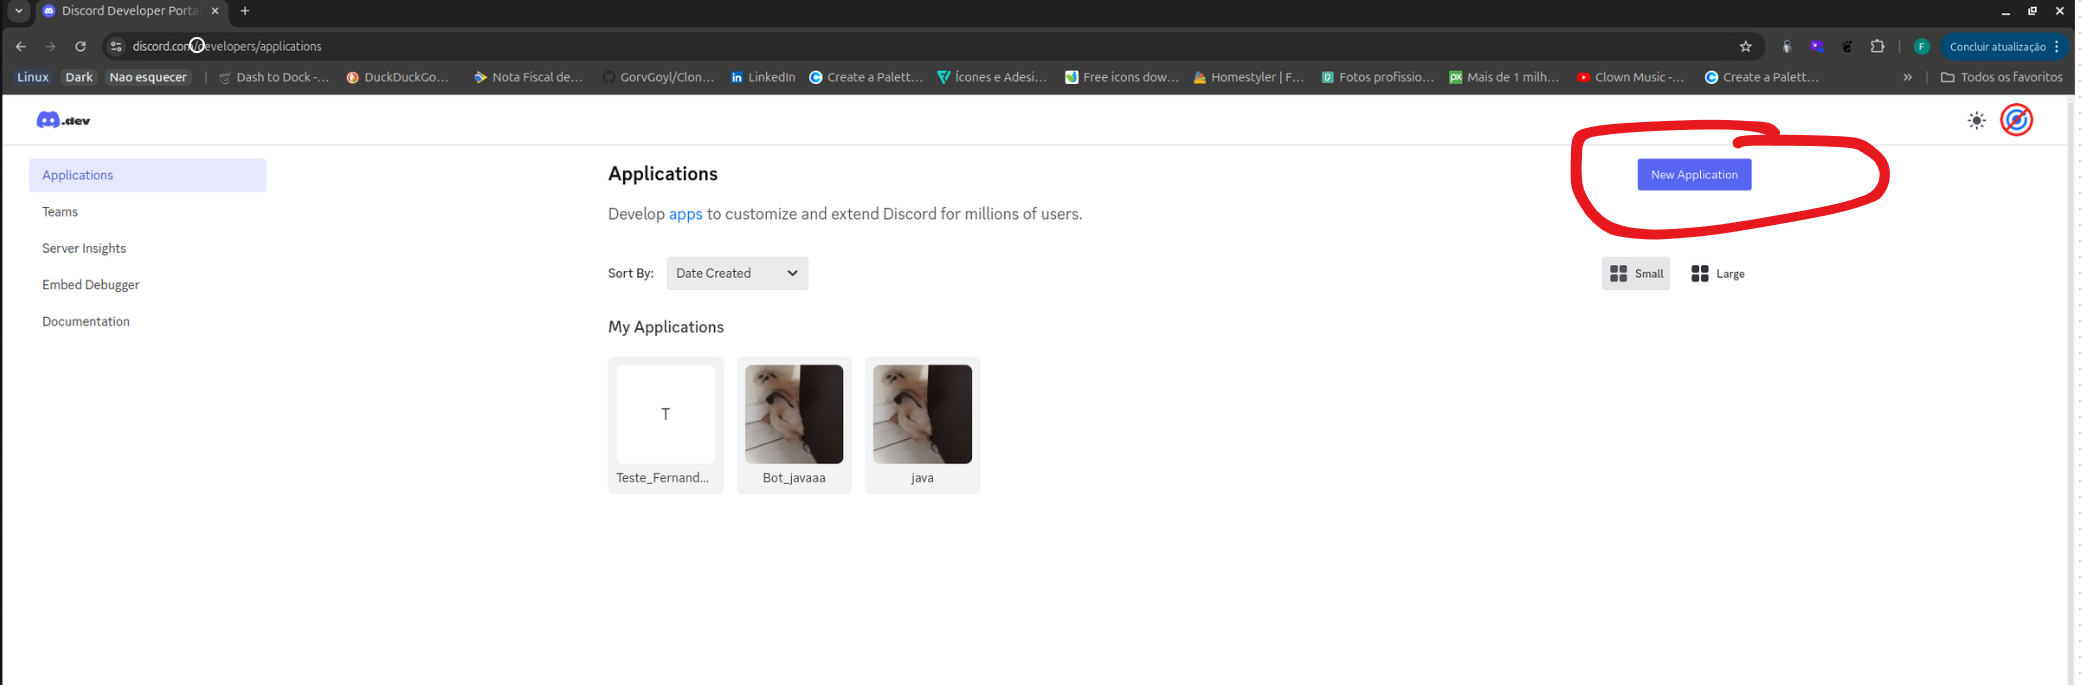 Discord Developer Porta
discord.com/developers/applications
Concluir atualização
Linux Dark Nao esquecer Dash to Dock -... DuckDuckGo... Nota Fiscal de... GorvGoyl/Clon... LinkedIn Create a Palett... Ícones e Adesi... Free icons dow... Homestyler | F... Fotos profissio... Mais de 1 milh... Clown Music -... Create a Palett... » Todos os favoritos
.dev
Applications
Teams
Server Insights
Embed Debugger
Documentation
Applications
New Application
Develop apps to customize and extend Discord for millions of users.
Sort By: Date Created Small Large
My Applications
T
Teste_Fernand... Bot_javaaa java